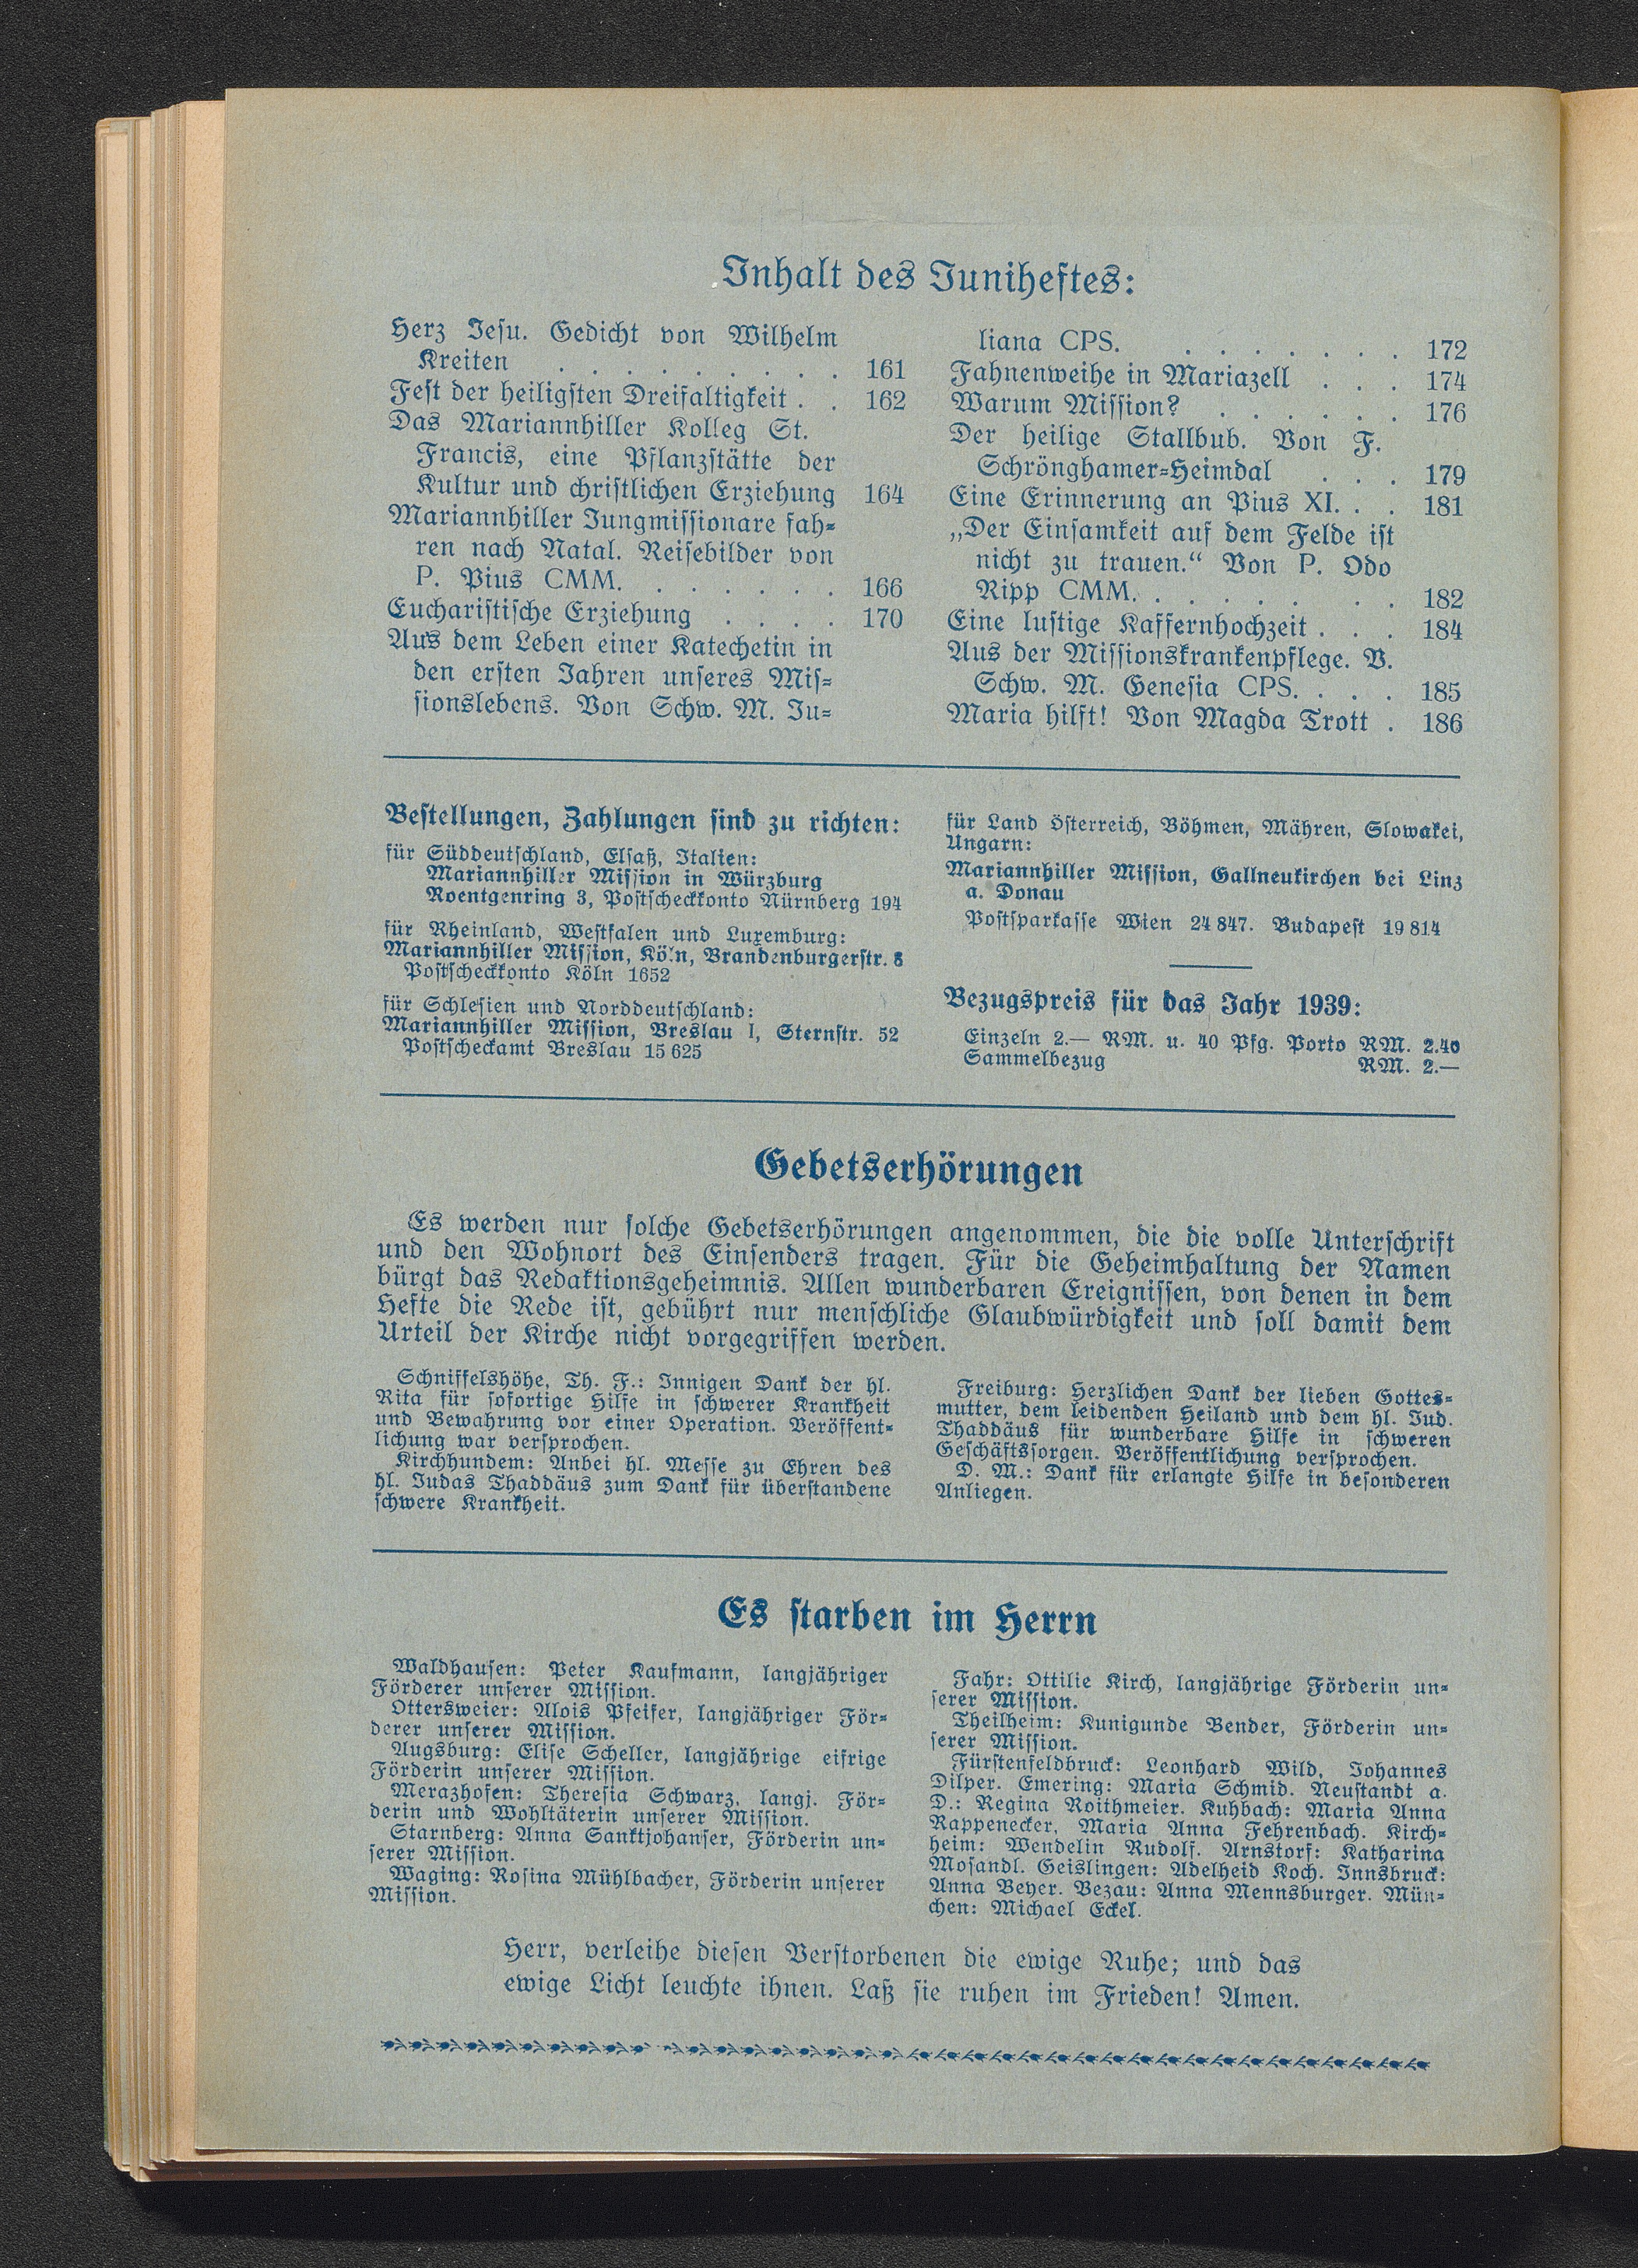 Inhalt des Juniheftes:
Herz Jesu. Gedicht von Wilhelm
Kreiten . . . . . . . . . 161
Fest der heiligsten Dreifaltigkeit . . 162
Das Mariannhiller Kolleg St.
Francis, eine Pflanzstätte der
Kultur und christlichen Erziehung 164
Mariannhiller Jungmissionare fah-
ren nach Natal. Reisebilder von
P. Pius CMM. . . . . . . 166
Eucharistische Erziehung . . . . 170
Aus dem Leben einer Katechetin in
den ersten Jahren unseres Mis-
sionslebens. Von Schw. M. Ju-
liana CPS. . . . . . . . 172
Fahnenweihe in Mariazell . . . 174
Warum Mission? . . . . . . 176
Der heilige Stallbub. Von F.
Schrönghamer-Heimdal . . . 179
Eine Erinnerung an Pius XI. . . 181
„Der Einsamkeit auf dem Felde ist
nicht zu trauen.“ Von P. Odo
Ripp CMM. . . . . . . . 182
Eine lustige Kaffernhochzeit . . . 184
Aus der Missionskrankenpflege. V.
Schw. M. Genesia CPS. . . . 185
Maria hilft! Von Magda Trott . 186
Bestellungen, Zahlungen sind zu richten:
für Süddeutschland, Elsaß, Italien:
Mariannhiller Mission in Würzburg
Roentgenring 3, Postscheckkonto Nürnberg 194
für Rheinland, Westfalen und Luxemburg:
Mariannhiller Mission, Köln, Brandenburgerstr. 8
Postscheckkonto Köln 1652
für Schlesien und Norddeutschland:
Mariannhiller Mission, Breslau I, Sternstr. 52
Postscheckamt Breslau 15 625
für Land Österreich, Böhmen, Mähren, Slowakei,
Ungarn:
Mariannhiller Mission, Gallneukirchen bei Linz
a. Donau
Postsparkasse Wien 24 847. Budapest 19 814
Bezugspreis für das Jahr 1939:
Einzeln 2.— RM. u. 40 Pfg. Porto RM. 2.40
Sammelbezug RM. 2.—
Gebetserhörungen
Es werden nur solche Gebetserhörungen angenommen, die die volle Unterschrift
und den Wohnort des Einsenders tragen. Für die Geheimhaltung der Namen
bürgt das Redaktionsgeheimnis. Allen wunderbaren Ereignissen, von denen in dem
Hefte die Rede ist, gebührt nur menschliche Glaubwürdigkeit und soll damit dem
Urteil der Kirche nicht vorgegriffen werden.
Schniffelshöhe, Th. F.: Innigen Dank der hl.
Rita für sofortige Hilfe in schwerer Krankheit
und Bewahrung vor einer Operation. Veröffent-
lichung war versprochen.
Kirchhundem: Anbei hl. Messe zu Ehren des
hl. Judas Thaddäus zum Dank für überstandene
schwere Krankheit.
Freiburg: Herzlichen Dank der lieben Gottes-
mutter, dem leidenden Heiland und dem hl. Jud.
Thaddäus für wunderbare Hilfe in schweren
Geschäftssorgen. Veröffentlichung versprochen.
D. M.: Dank für erlangte Hilfe in besonderen
Anliegen.
Es starben im Herrn
Waldhausen: Peter Kaufmann, langjähriger
Förderer unserer Mission.
Ottersweier: Alois Pfeifer, langjähriger För-
derer unserer Mission.
Augsburg: Elise Scheller, langjährige eifrige
Förderin unserer Mission.
Merazhofen: Theresia Schwarz, langj. För-
derin und Wohltäterin unserer Mission.
Starnberg: Anna Sanktjohanser, Förderin un-
serer Mission.
Waging: Rosina Mühlbacher, Förderin unserer
Mission.
Fahr: Ottilie Kirch, langjährige Förderin un-
serer Mission.
Theilheim: Kunigunde Bender, Förderin un-
serer Mission.
Fürstenfeldbruck: Leonhard Wild, Johannes
Dilper. Emering: Maria Schmid. Neustandt a.
D.: Regina Roithmeier. Kuhbach: Maria Anna
Rappenecker, Maria Anna Fehrenbach. Kirch-
heim: Wendelin Rudolf. Arnstorf: Katharina
Mosandl. Geislingen: Adelheid Koch. Innsbruck:
Anna Beyer. Bezau: Anna Mennsburger. Mün-
chen: Michael Eckel.
Herr, verleihe diesen Verstorbenen die ewige Ruhe; und das
ewige Licht leuchte ihnen. Laß sie ruhen im Frieden! Amen.